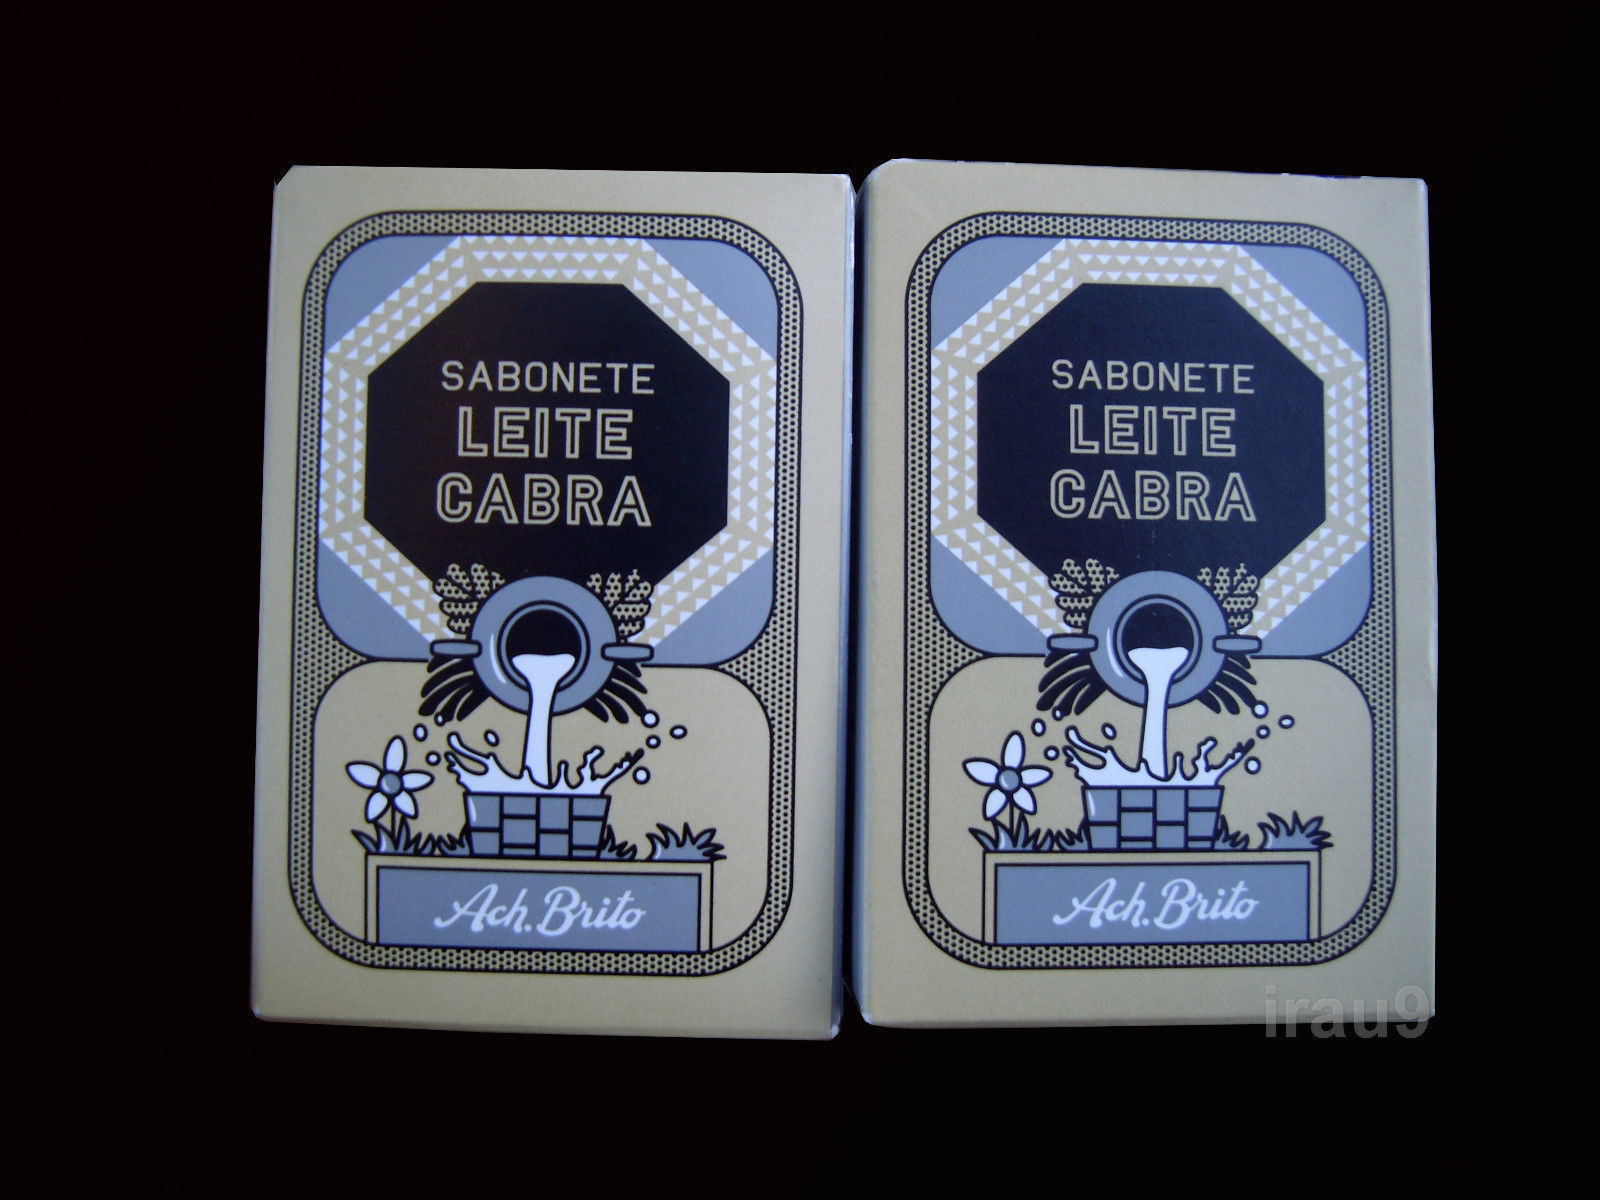 SABONETE
LEITE
CABRA
Ach. Brito
SABONETE
LEITE
CABRA
Ach. Brito
irau9